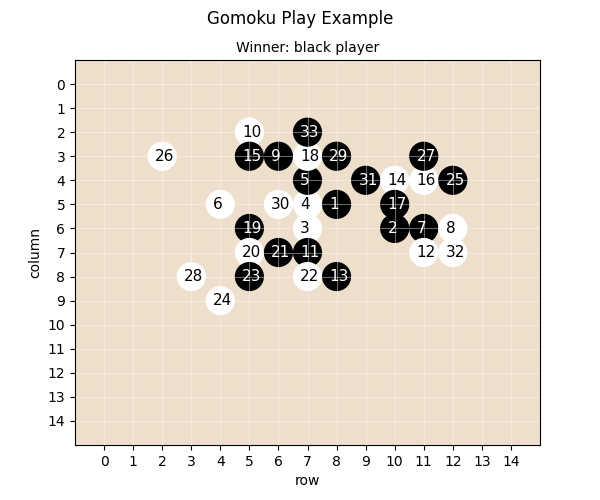 Gomoku Play Example
Winner: black player
0
1
2 10 33
3 26 15 9 18 29 27
4 5 31 14 16 25
5 6 30 4 1 17
6 19 3 2 7 8
7 20 21 11 12 32
8 28 23 22 13
9 24
10
11
12
13
14
column
0 1 2 3 4 5 6 7 8 9 10 11 12 13 14
row